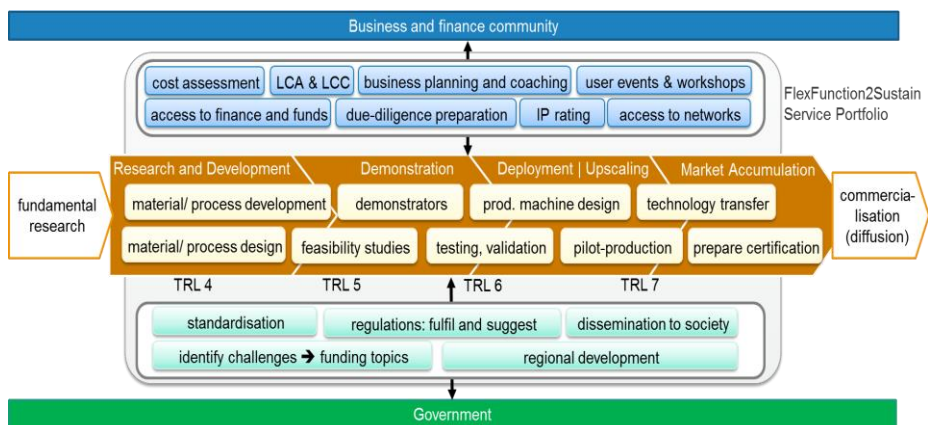 Business and finance community
cost assessment
LCA & LCC
business planning and coaching
user events & workshops
access to finance and funds
due-diligence preparation
IP rating
access to networks
FlexFunction2Sustain
Service Portfolio
fundamental
research
Research and Development
Demonstration
Deployment | Upscaling
Market Accumulation
material/ process development
demonstrators
prod. machine design
technology transfer
material/ process design
feasibility studies
testing, validation
pilot-production
prepare certification
commercia-
lisation
(diffusion)
TRL 4
TRL 5
TRL 6
TRL 7
standardisation
regulations: fulfil and suggest
dissemination to society
identify challenges ➔ funding topics
regional development
Government